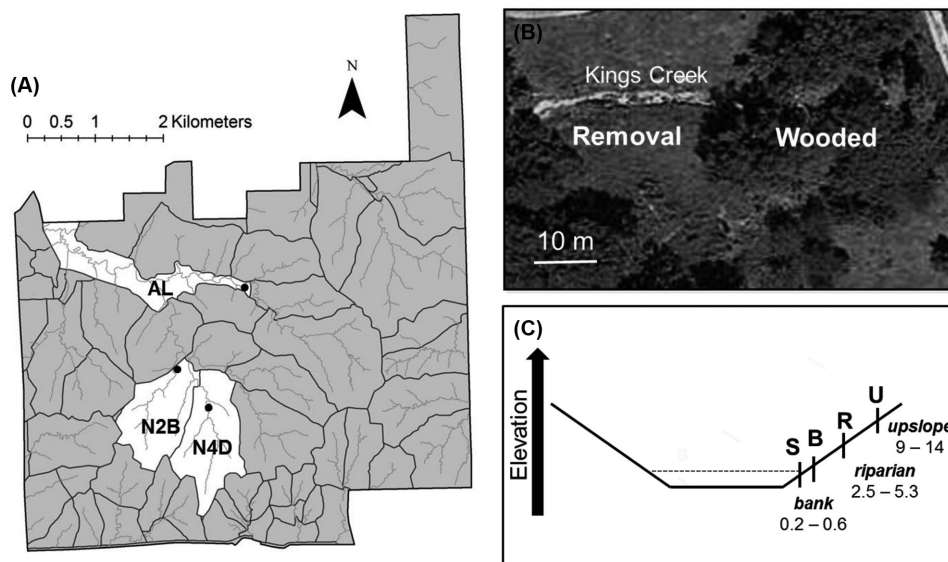 (A)
N
0 0.5 1 2 Kilometers
AL
N2B
N4D
(B)
Kings Creek
Removal
Wooded
10 m
(C)
Elevation
S
B
R
U
upslope
9 – 14
riparian
2.5 – 5.3
bank
0.2 – 0.6